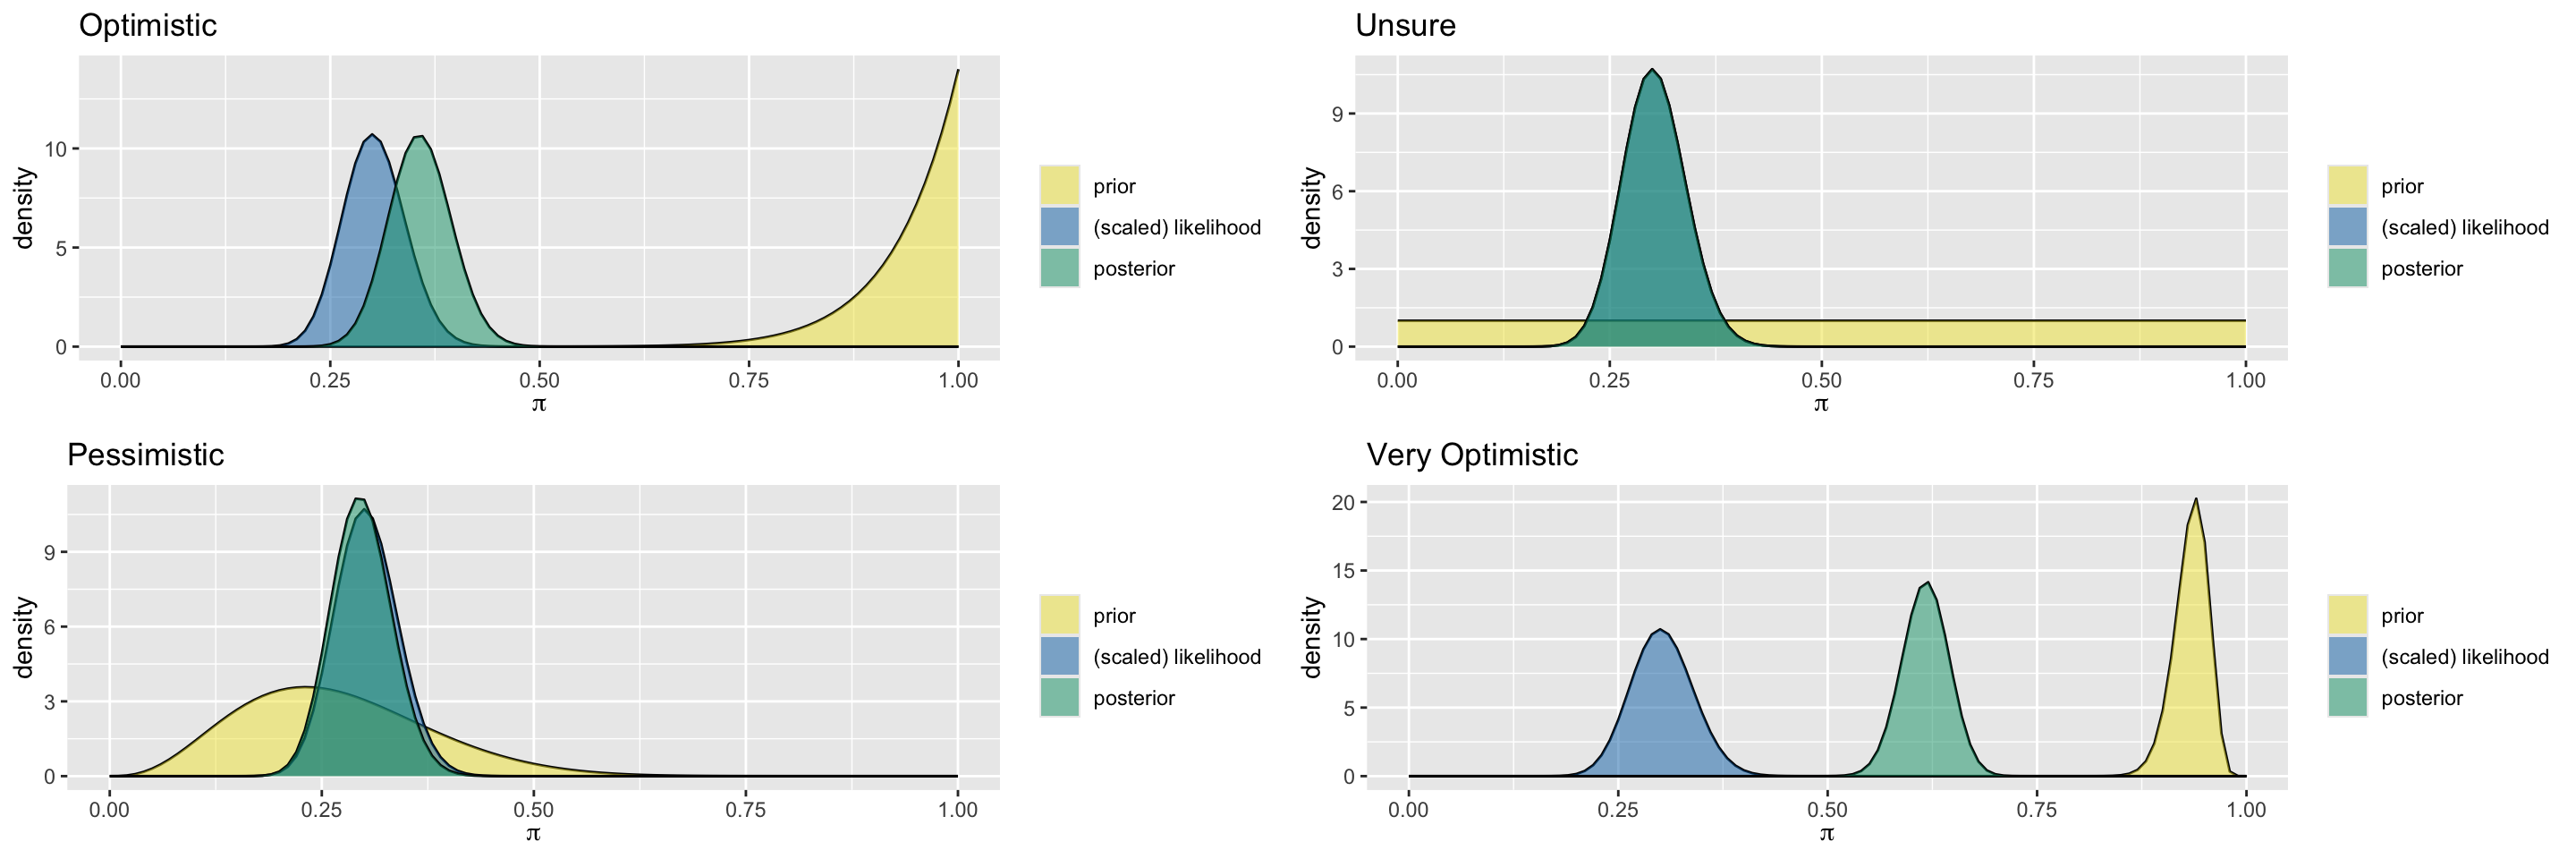 Optimistic
density
10
5
0
0.00 0.25 0.50 0.75 1.00
π
prior
(scaled) likelihood
posterior
Unsure
density
9
6
3
0
0.00 0.25 0.50 0.75 1.00
π
prior
(scaled) likelihood
posterior
Pessimistic
density
9
6
3
0
0.00 0.25 0.50 0.75 1.00
π
prior
(scaled) likelihood
posterior
Very Optimistic
density
20
15
10
5
0
0.00 0.25 0.50 0.75 1.00
π
prior
(scaled) likelihood
posterior